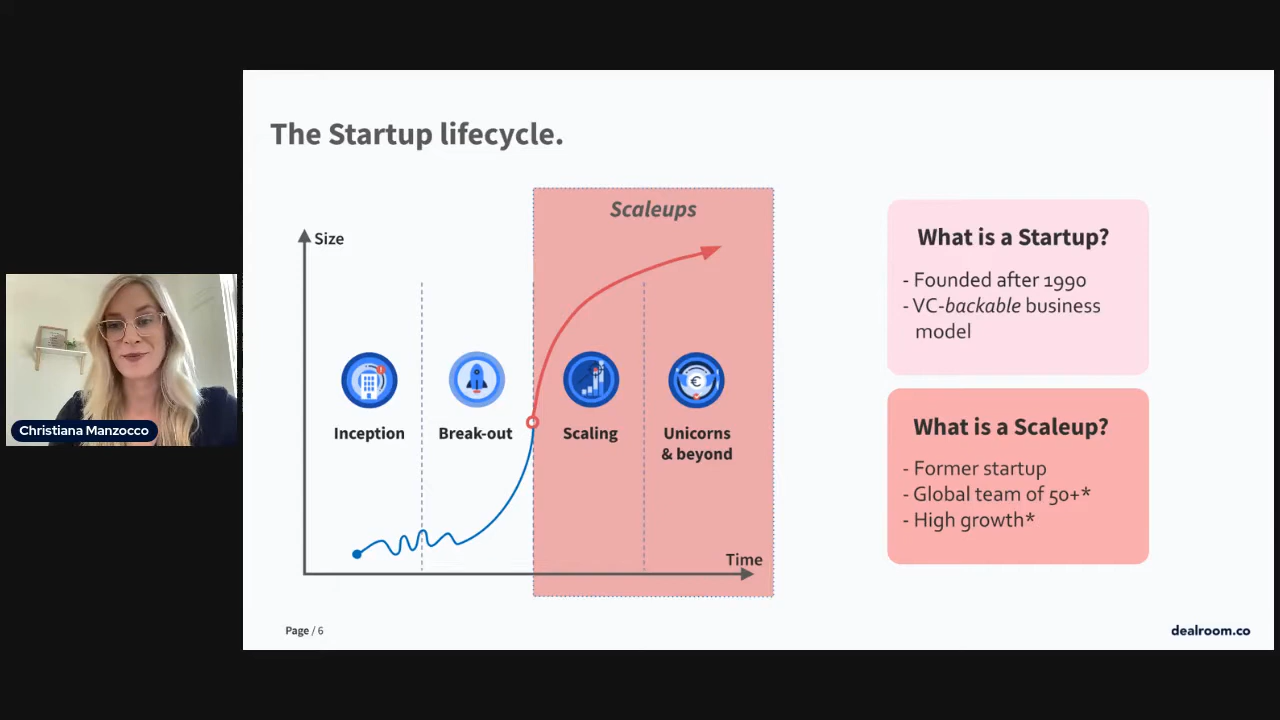 The Startup lifecycle.
Scaleups
Size
Inception
Break-out
Scaling
Unicorns
& beyond
Time
What is a Startup?
- Founded after 1990
- VC-backable business
model
What is a Scaleup?
- Former startup
- Global team of 50+*
- High growth*
Christiana Manzocco
Page / 6
dealroom.co